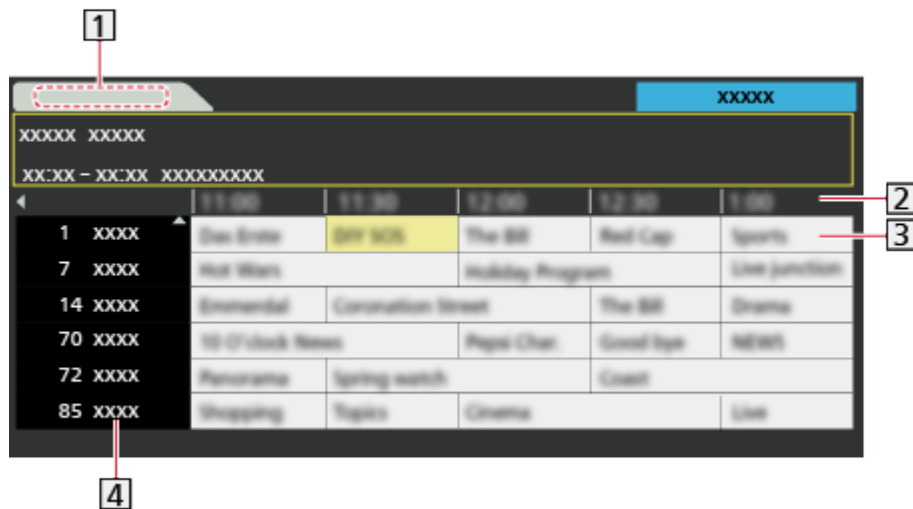 1
xxxxx
xxxxx xxxxx
xx:xx – xx:xx xxxxxxxxx
11:00 11:30 12:00 12:30 1:00 2
1 xxxx Das Erste DIY SOS The Bill Red Cap Sports 3
7 xxxx Hot Wars Holiday Program Live junction
14 xxxx Emmerdal Coronation Street The Bill Drama
70 xxxx 10 O'clock News Pepsi Char. Good bye NEWS
72 xxxx Panorama Spring watch Coast
85 xxxx Shopping Topics Cinema Live
4